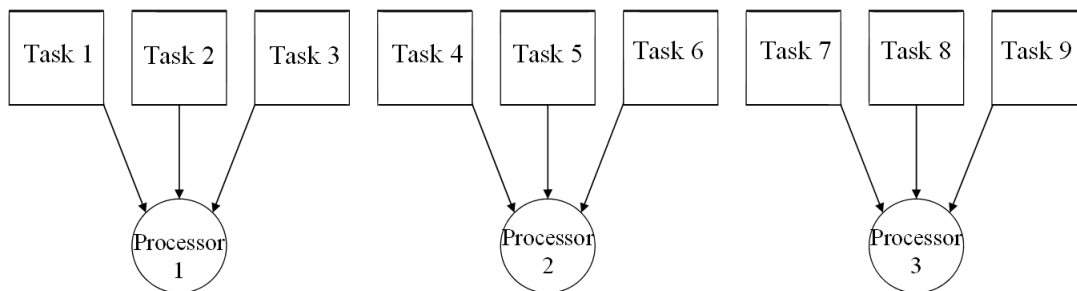 Task 1
Task 2
Task 3
Task 4
Task 5
Task 6
Task 7
Task 8
Task 9
Processor
1
Processor
2
Processor
3